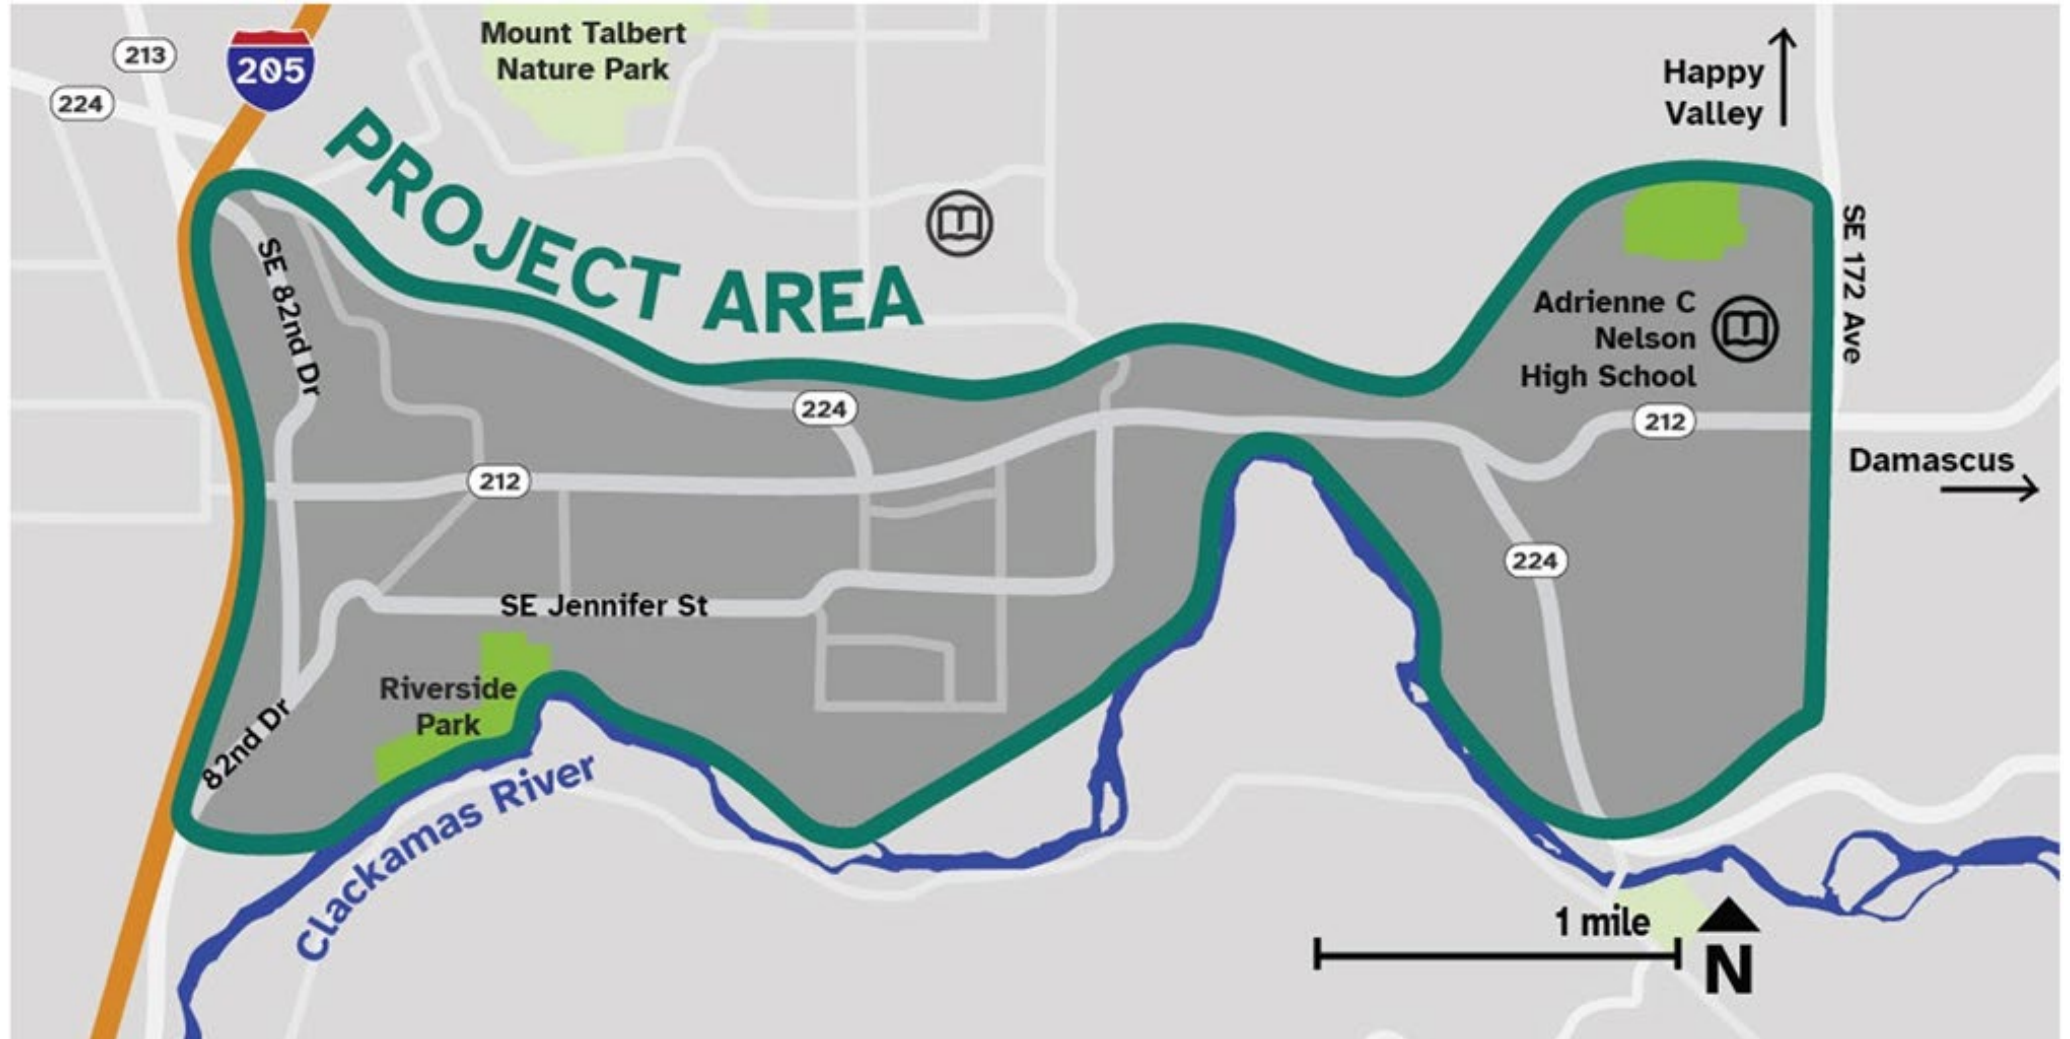 213
224
205
Mount Talbert
Nature Park
Happy
Valley
PROJECT AREA
SE 82nd Dr
SE 172 Ave
Adrienne C
Nelson
High School
224
212
212
Damascus
224
SE Jennifer St
Riverside
Park
82nd Dr
Clackamas River
1 mile
N